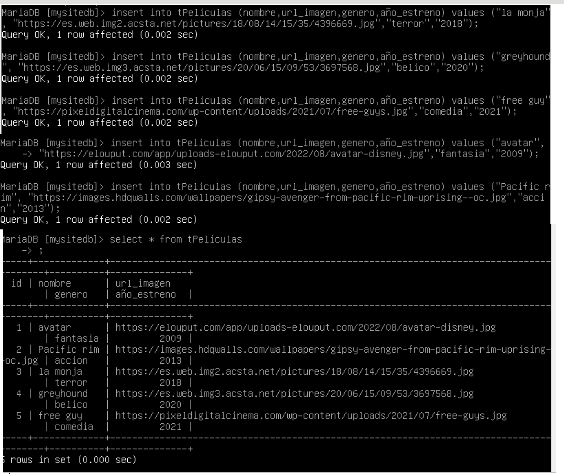 MariaDB [mysitedb]> insert into tPeliculas (nombre,url_imagen,genero,año_estreno) values ("la monja"
, "https://es.web.img2.acsta.net/pictures/18/08/14/15/35/4396669.jpg","terror","2018");
Query OK, 1 row affected (0.002 sec)
MariaDB [mysitedb]> insert into tPeliculas (nombre,url_imagen,genero,año_estreno) values ("greyhound
", "https://es.web.img3.acsta.net/pictures/20/06/15/09/53/3697568.jpg","belico","2020");
Query OK, 1 row affected (0.002 sec)
MariaDB [mysitedb]> insert into tPeliculas (nombre,url_imagen,genero,año_estreno) values ("free guy"
, "https://pixeldigitalcinema.com/wp-content/uploads/2021/07/free-guys.jpg","comedia","2021");
Query OK, 1 row affected (0.002 sec)
MariaDB [mysitedb]> insert into tPeliculas (nombre,url_imagen,genero,año_estreno) values ("avatar",
-> "https://elouput.com/app/uploads-elouput.com/2022/08/avatar-disney.jpg","fantasia","2009");
Query OK, 1 row affected (0.003 sec)
MariaDB [mysitedb]> insert into tPeliculas (nombre,url_imagen,genero,año_estreno) values ("Pacific r
im", "https://images.hdqwalls.com/wallpapers/gipsy-avenger-from-pacific-rim-uprising--oc.jpg","acci
n","2013");
Query OK, 1 row affected (0.002 sec)
MariaDB [mysitedb]> select * from tPeliculas
-> ;
id | nombre | url_imagen
| genero | año_estreno |
1 | avatar | https://elouput.com/app/uploads-elouput.com/2022/08/avatar-disney.jpg
| fantasia | 2009 |
2 | Pacific rim | https://images.hdqwalls.com/wallpapers/gipsy-avenger-from-pacific-rim-uprising-
-oc.jpg | accion | 2013 |
3 | la monja | https://es.web.img2.acsta.net/pictures/18/08/14/15/35/4396669.jpg
| terror | 2018 |
4 | greyhound | https://es.web.img3.acsta.net/pictures/20/06/15/09/53/3697568.jpg
| belico | 2020 |
5 | free guy | https://pixeldigitalcinema.com/wp-content/uploads/2021/07/free-guys.jpg
| comedia | 2021 |
5 rows in set (0.000 sec)